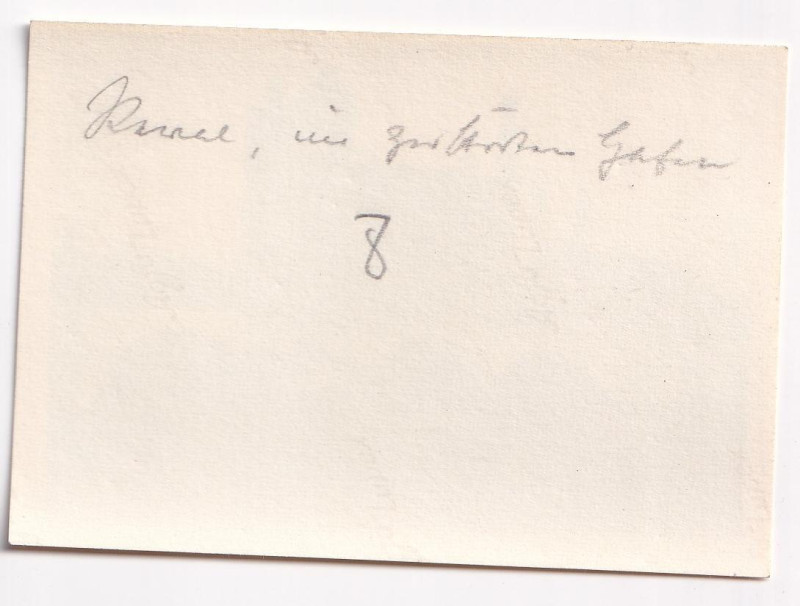 Reval, im zerstörten Hafen
8